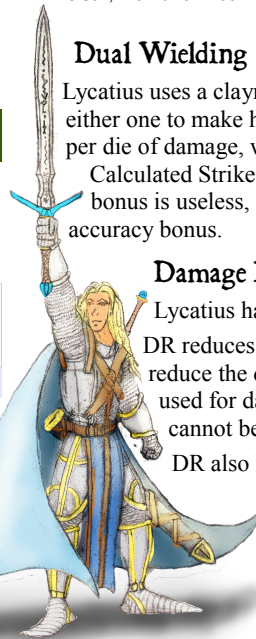 Dual Wielding
Lycatius uses a claym
either one to make h
per die of damage, w
Calculated Strike
bonus is useless,
accuracy bonus.
Damage
Lycatius ha
DR reduces
reduce the
used for da
cannot be
DR also